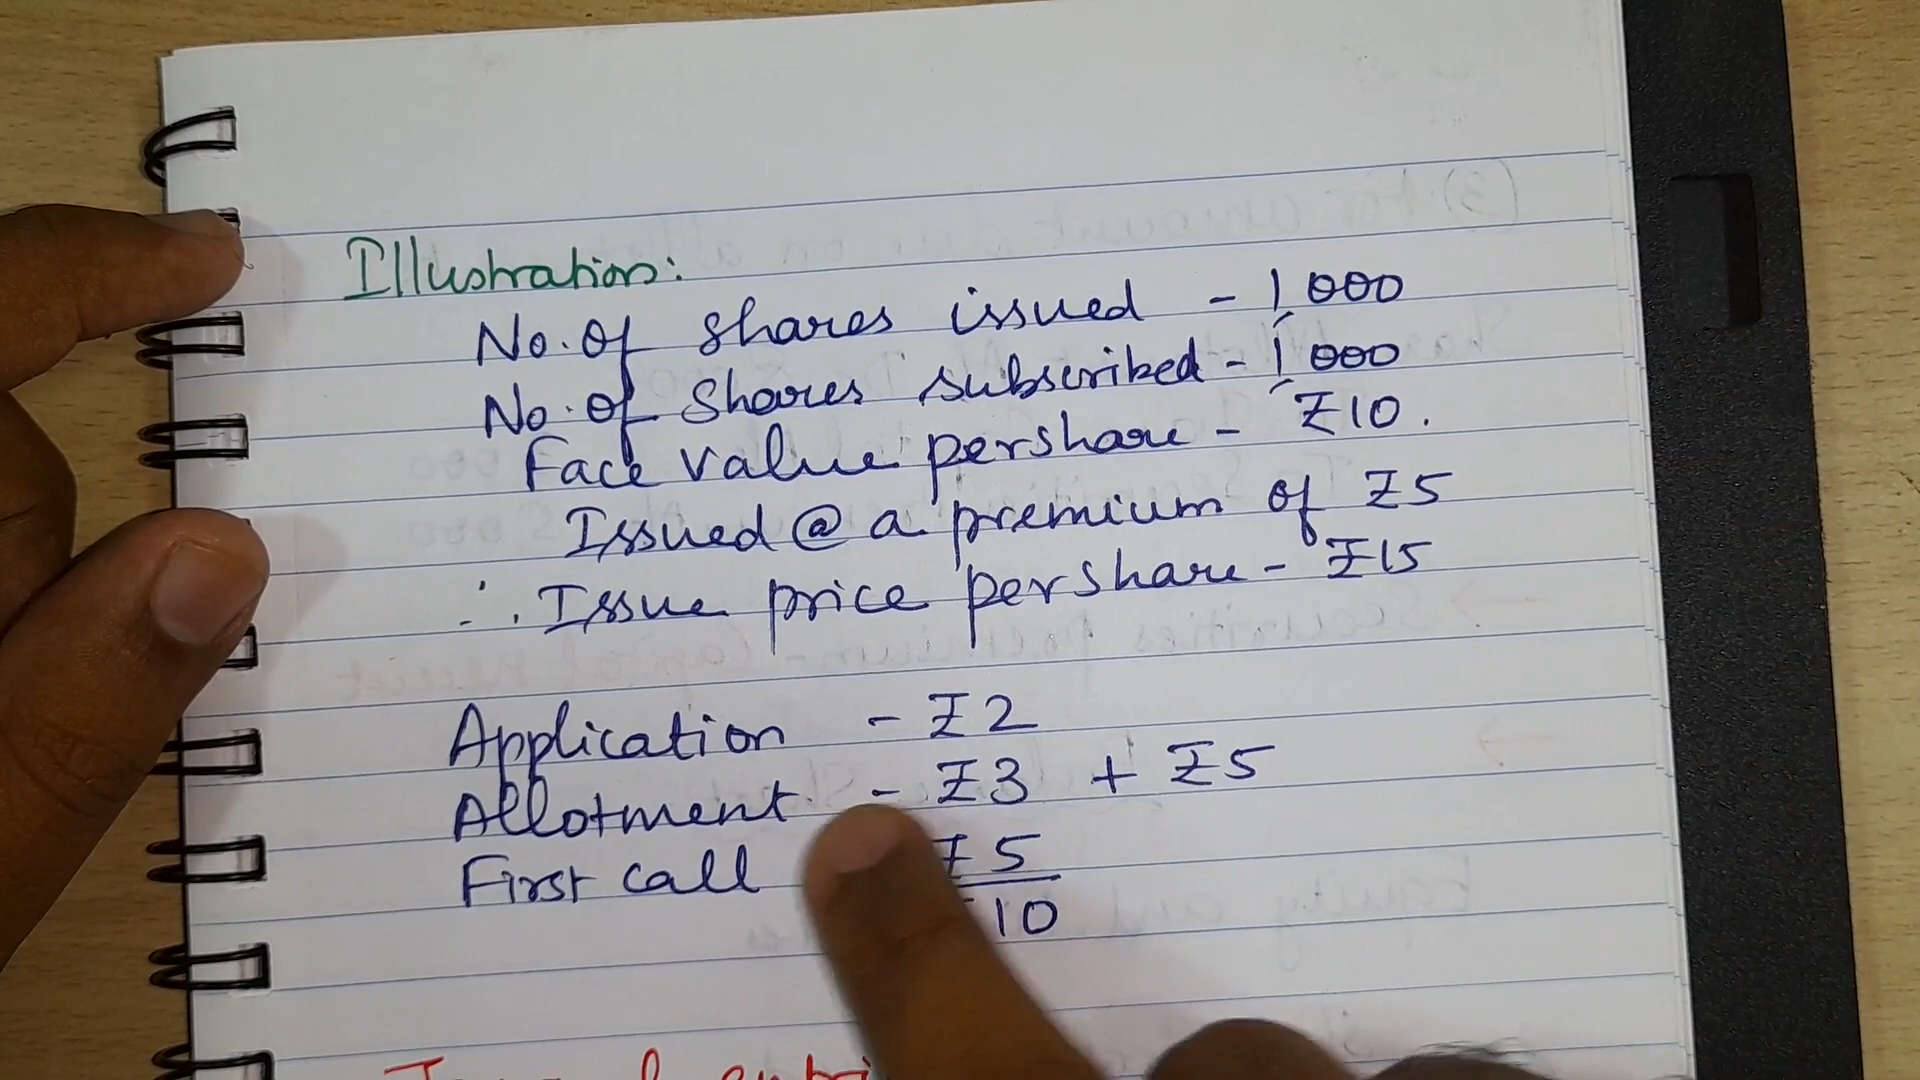 Illustration:
No. of shares issued - 1,000
No. of shares subscribed - 1,000
Face value per share - ₹10.
Issued @ a premium of ₹5
∴ Issue price per share - ₹15
Application - ₹2
Allotment - ₹3 + ₹5
First call ₹5
10